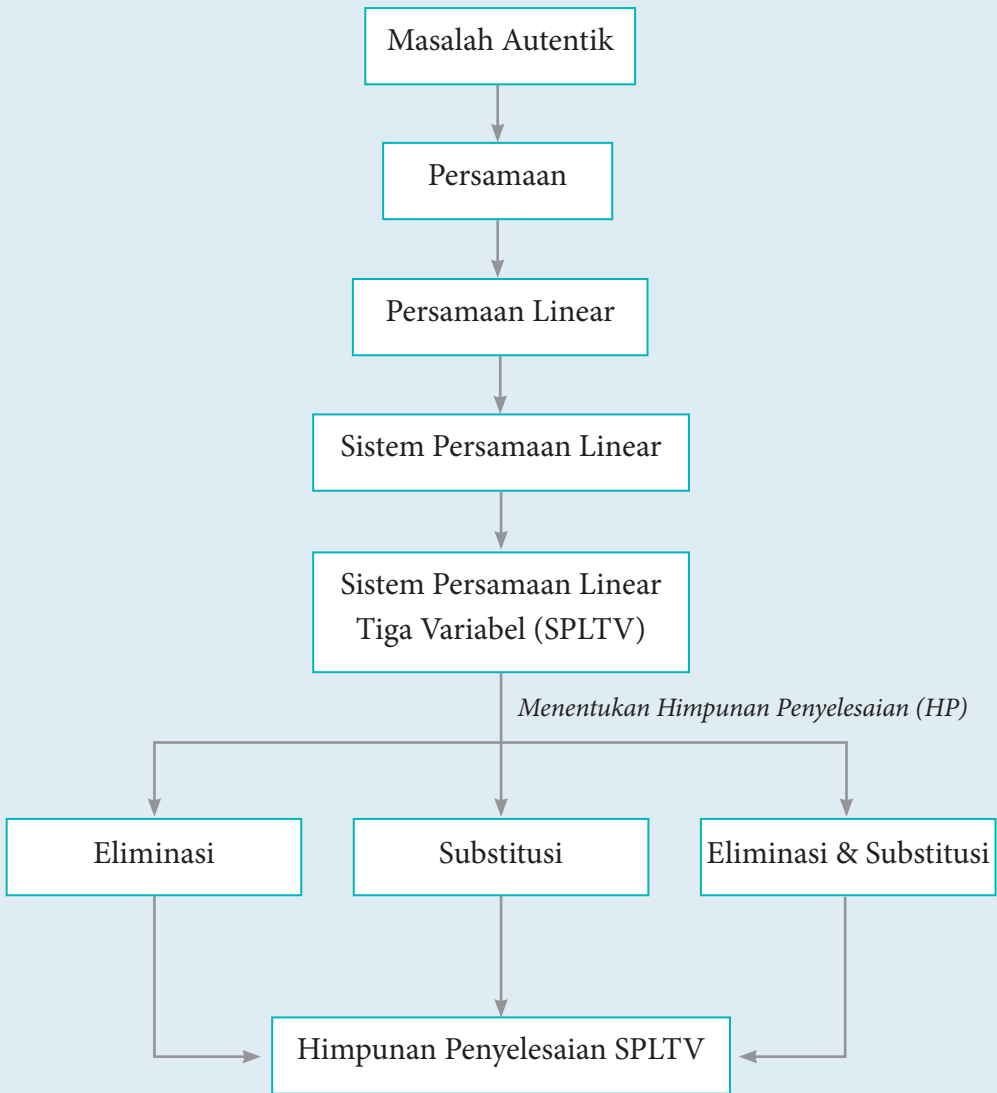 Masalah Autentik
Persamaan
Persamaan Linear
Sistem Persamaan Linear
Sistem Persamaan Linear
Tiga Variabel (SPLTV)
Menentukan Himpunan Penyelesaian (HP)
Eliminasi
Substitusi
Eliminasi & Substitusi
Himpunan Penyelesaian SPLTV